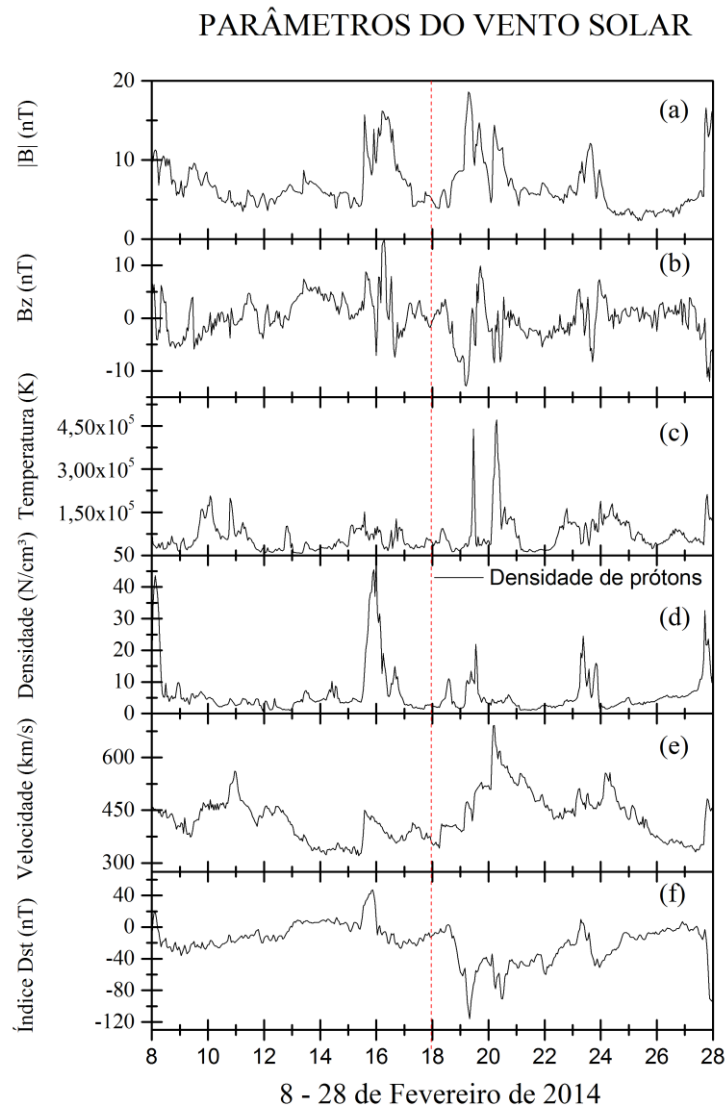 PARÂMETROS DO VENTO SOLAR
20
10
0
|B| (nT)
(a)
10
0
-10
Bz (nT)
(b)
4,50x10⁵
3,00x10⁵
1,50x10⁵
50
Temperatura (K)
(c)
40
30
20
10
0
Densidade (N/cm³)
Densidade de prótons
(d)
600
450
300
Velocidade (km/s)
(e)
40
0
-40
-80
-120
Índice Dst (nT)
(f)
8 10 12 14 16 18 20 22 24 26 28
8 - 28 de Fevereiro de 2014